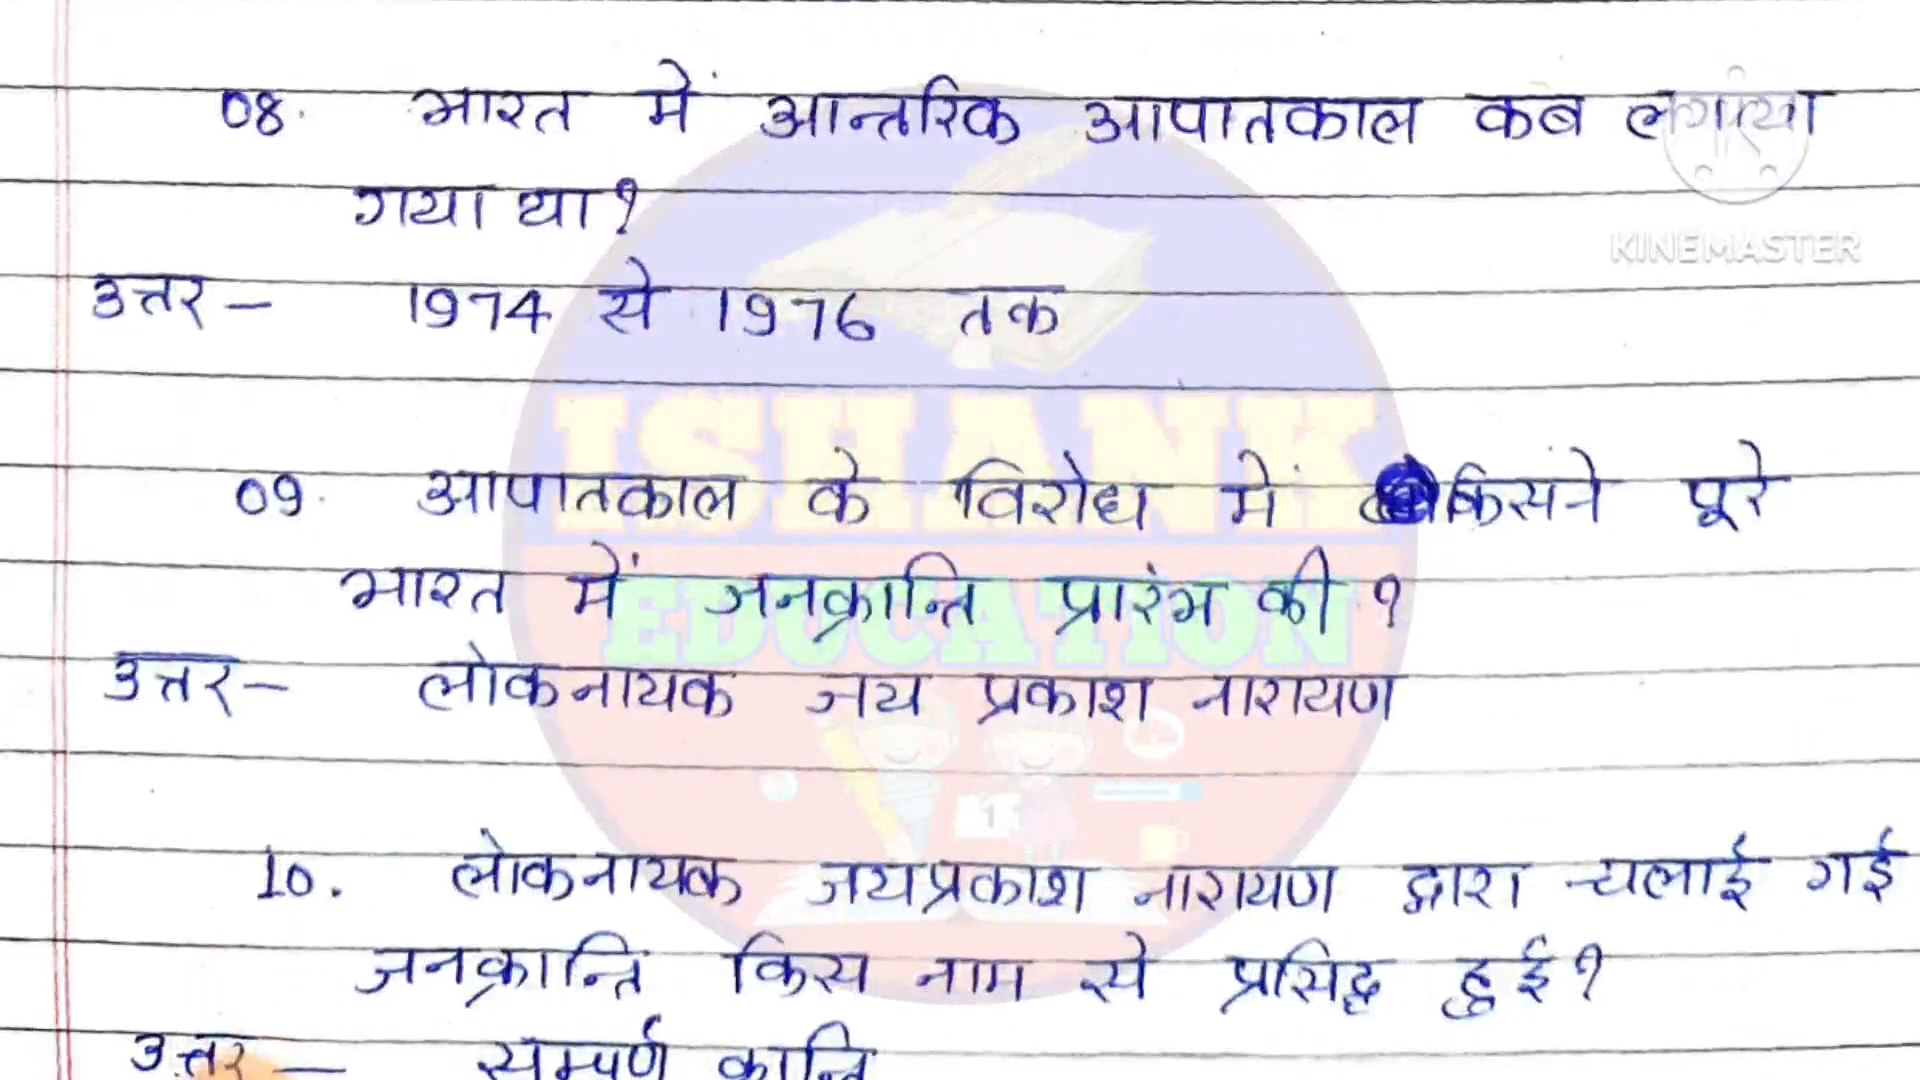 08. भारत में आन्तरिक आपातकाल कब लगाया
KINEMASTER
गया था?
उत्तर - 1974 से 1976 तक
ISHANK
09. आपातकाल के विरोध में किसने पूरे
भारत में जनक्रान्ति प्रारंभ की?
EDUCATION
उत्तर - लोकनायक जय प्रकाश नारायण
10. लोकनायक जयप्रकाश नारायण द्वारा चलाई गई
जनक्रान्ति किस नाम से प्रसिद्ध हुई?
उत्तर - सम्पूर्ण क्रान्ति